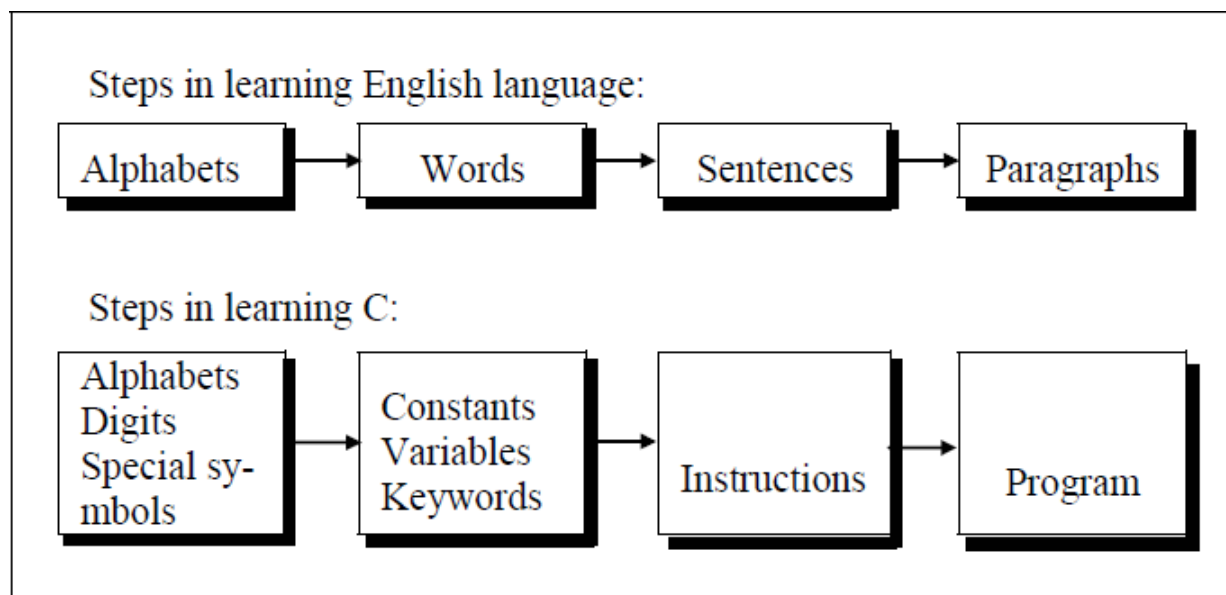 Steps in learning English language:
Alphabets
Words
Sentences
Paragraphs
Steps in learning C:
Alphabets
Digits
Special sy-
mbols
Constants
Variables
Keywords
Instructions
Program